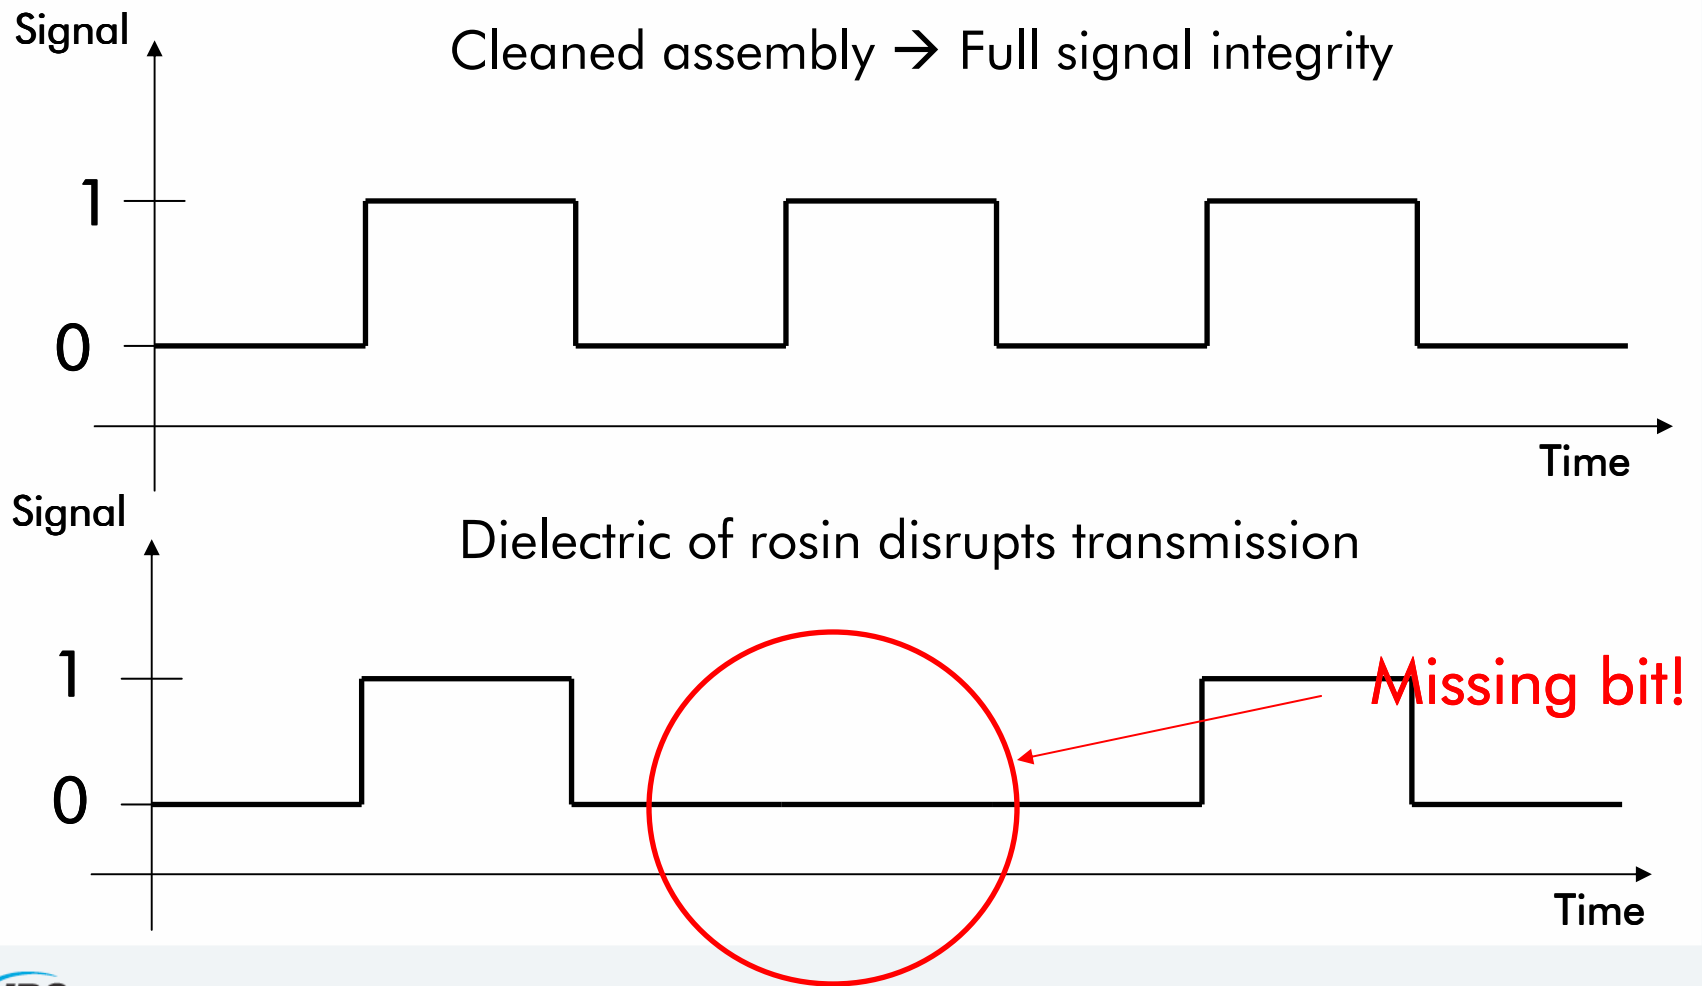 Signal
Cleaned assembly → Full signal integrity
1
0
Time
Signal
Dielectric of rosin disrupts transmission
1
Missing bit!
0
Time